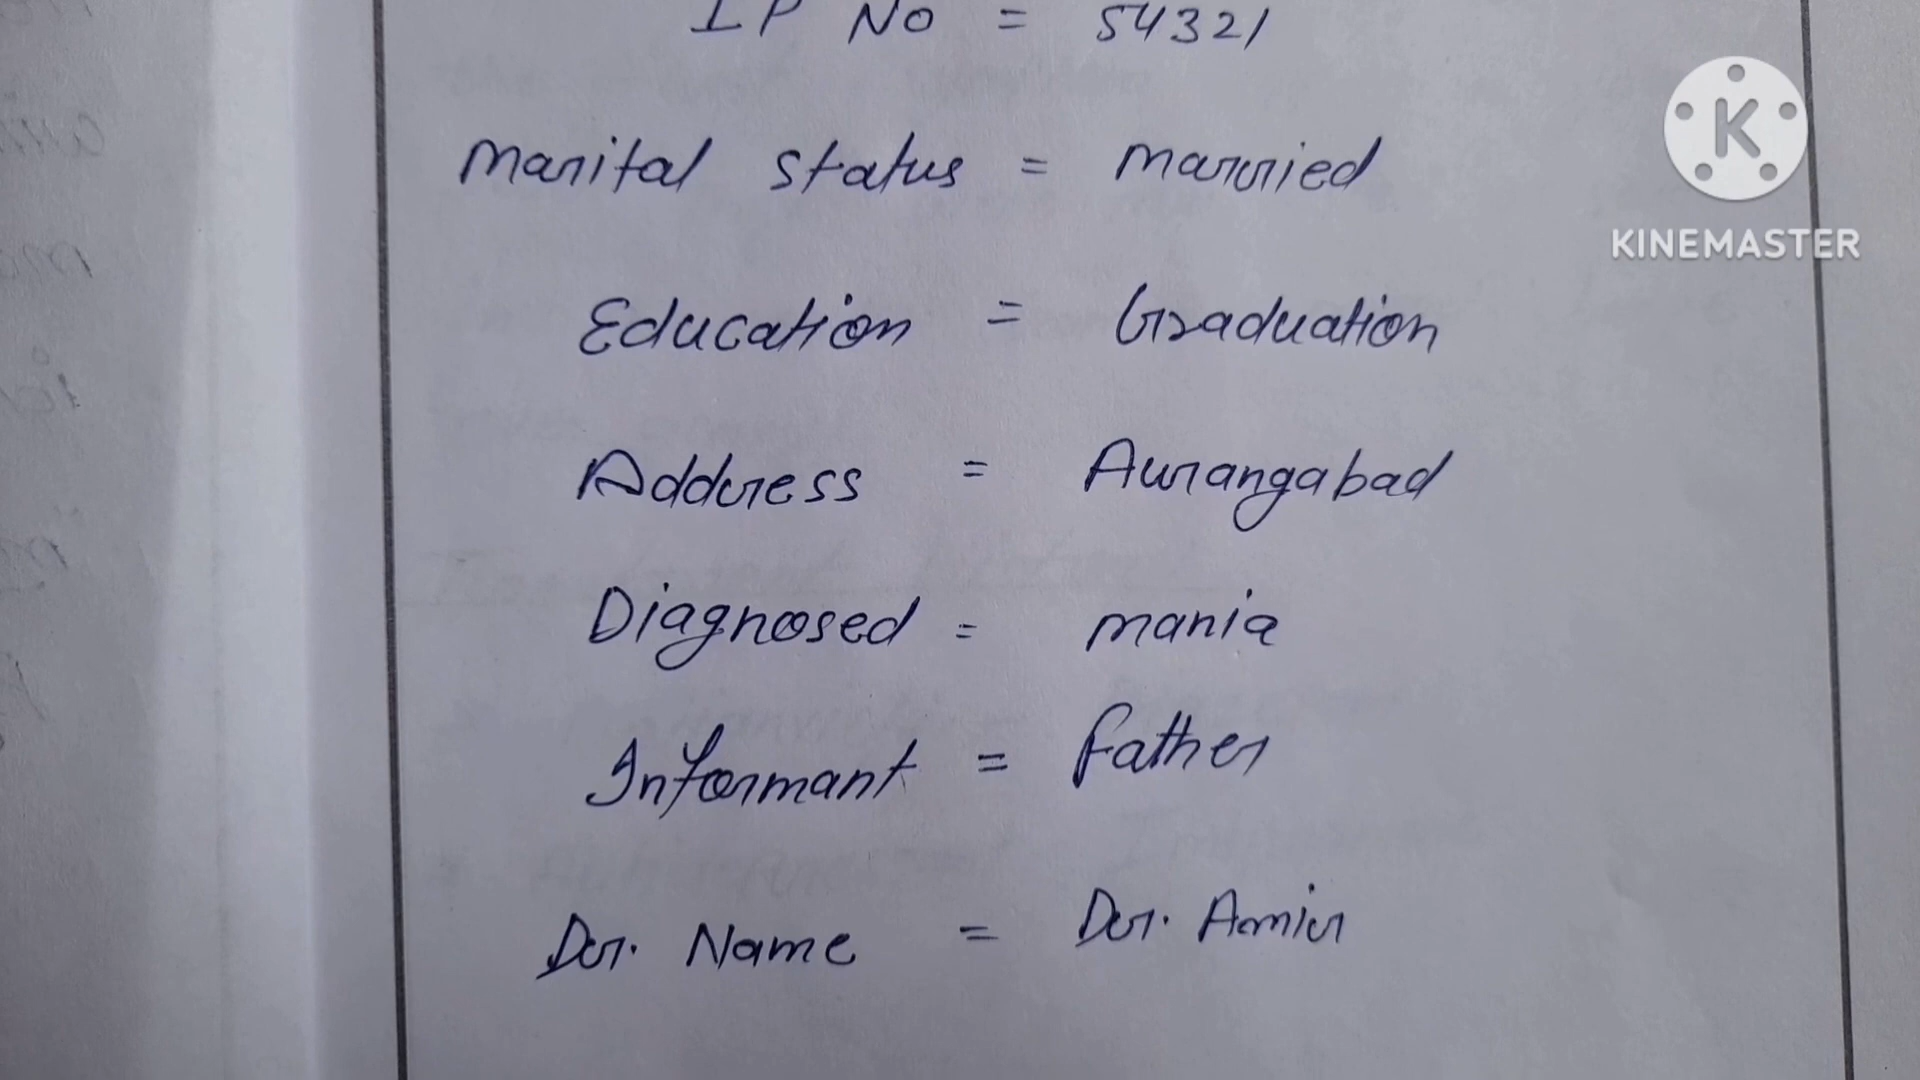 IP No = 54321
Marital status = Married
K
KINEMASTER
Education = Graduation
Address = Aurangabad
Diagnosed = mania
Informant = Father
Dr. Name = Dr. Amir